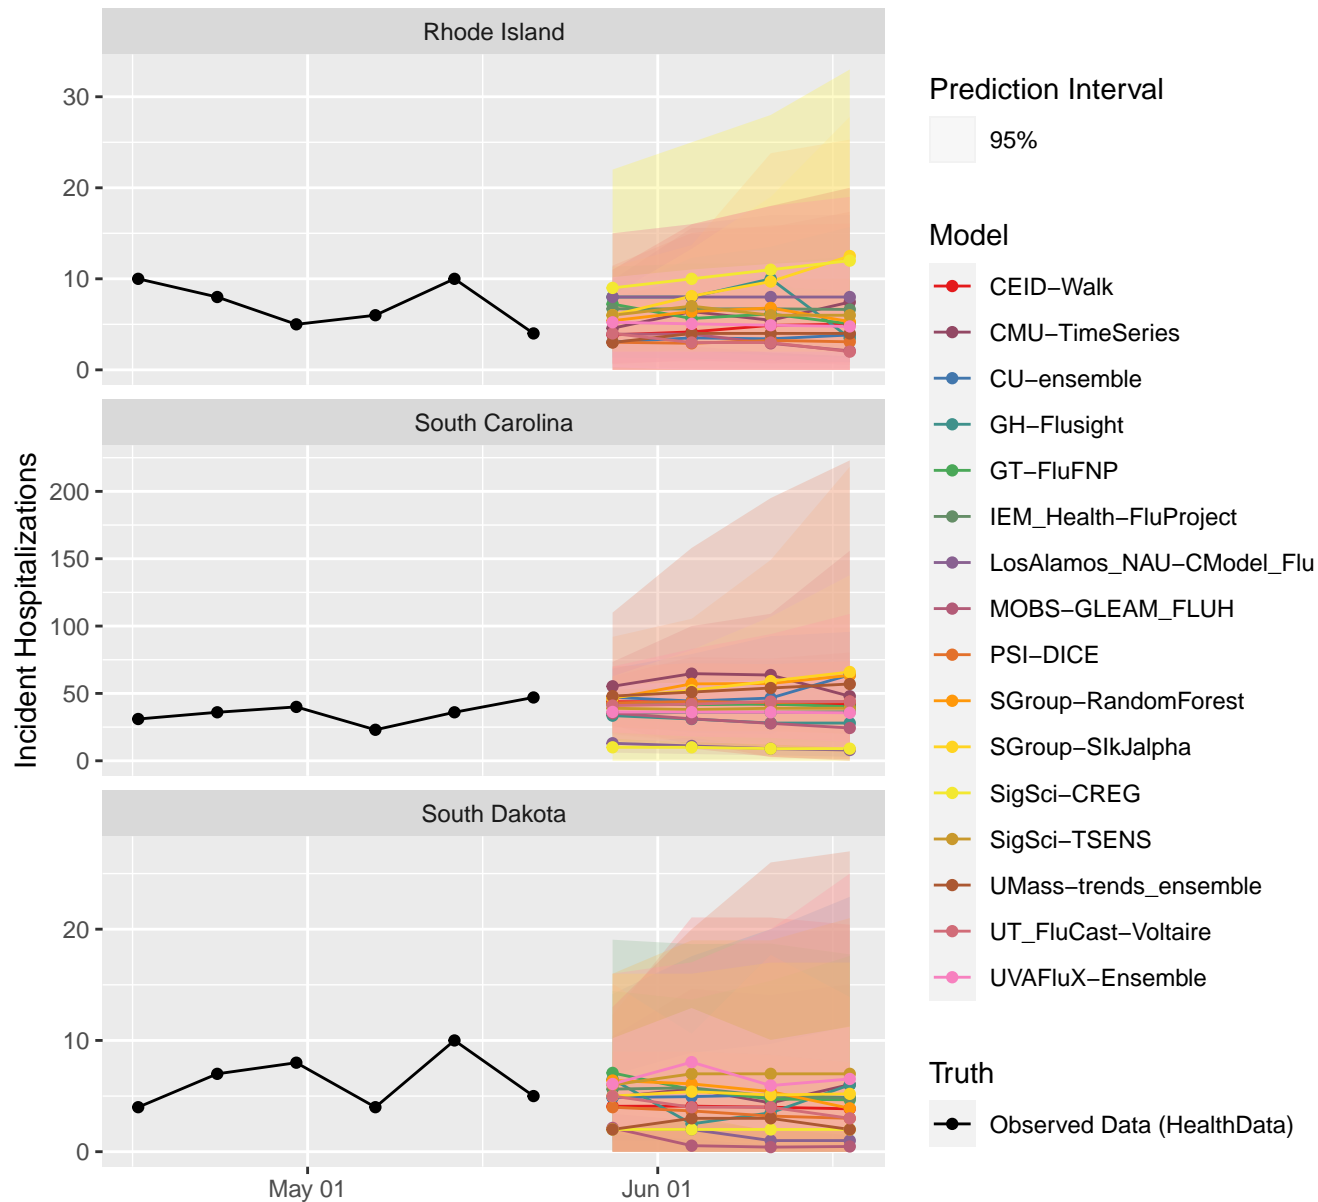 Rhode Island
30
20
10
0
South Carolina
200
150
100
50
0
South Dakota
20
10
0
May 01
Jun 01
Incident Hospitalizations
Prediction Interval
95%
Model
CEID−Walk
CMU−TimeSeries
CU−ensemble
GH−Flusight
GT−FluFNP
IEM_Health−FluProject
LosAlamos_NAU−CModel_Flu
MOBS−GLEAM_FLUH
PSI−DICE
SGroup−RandomForest
SGroup−SIkJalpha
SigSci−CREG
SigSci−TSENS
UMass−trends_ensemble
UT_FluCast−Voltaire
UVAFluX−Ensemble
Truth
Observed Data (HealthData)